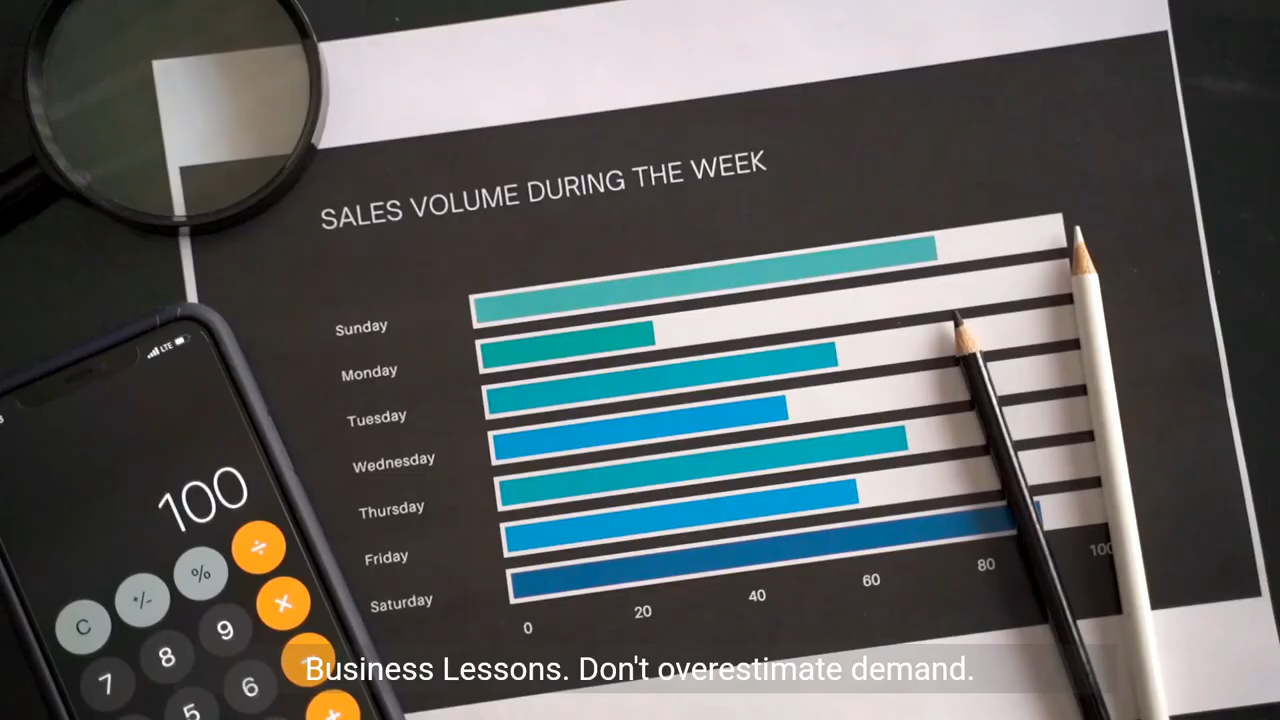 SALES VOLUME DURING THE WEEK
Sunday
Monday
Tuesday
Wednesday
Thursday
Friday
Saturday
0 20 40 60 80 100
LTE
100
C +/- % ÷
7 8 9 ×
5 6
+
Business Lessons. Don't overestimate demand.